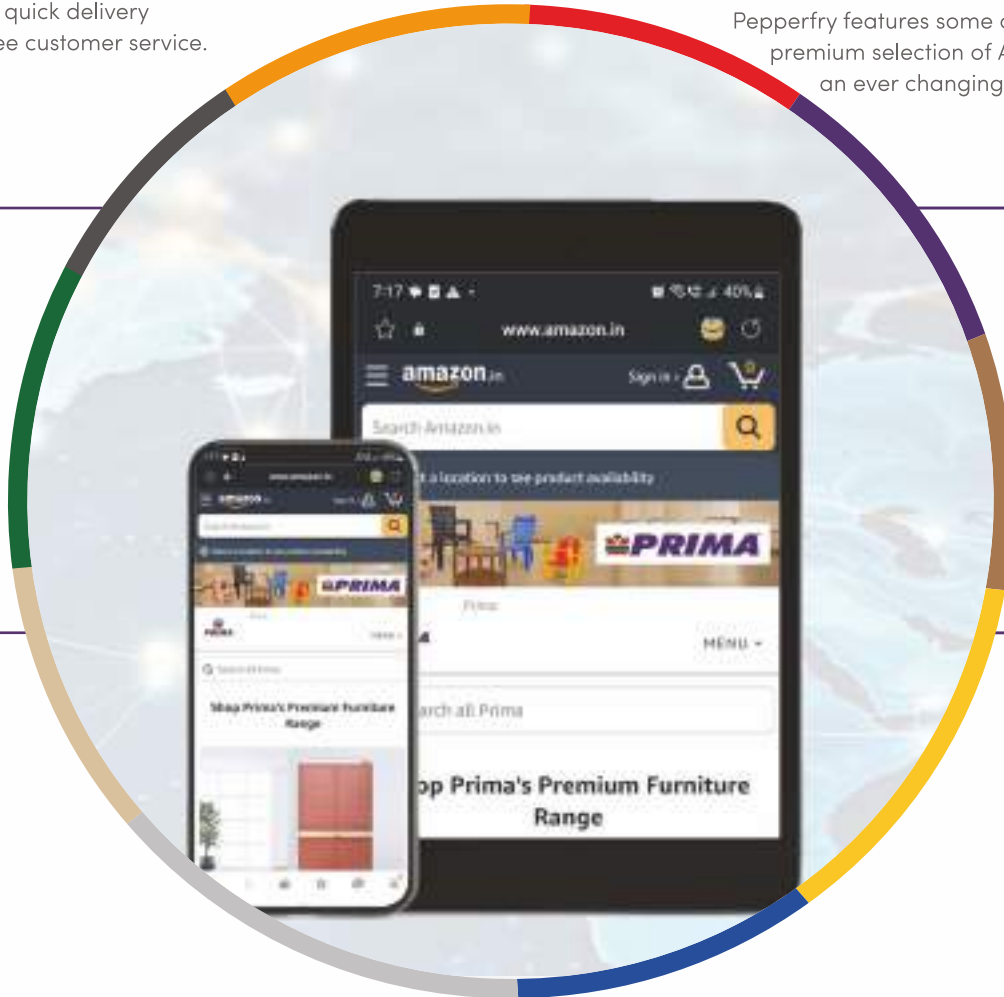 quick delivery
ee customer service.
Pepperfry features some
premium selection of A
an ever changing
7:17
40%
www.amazon.in
amazon.in
Sign in ›
Search Amazon.in
t a location to see product availability
PRIMA
Prima
MENU
arch all Prima
op Prima's Premium Furniture
Range
amazon
PRIMA
PRIMA
Shop Prima's Premium Furniture
Range